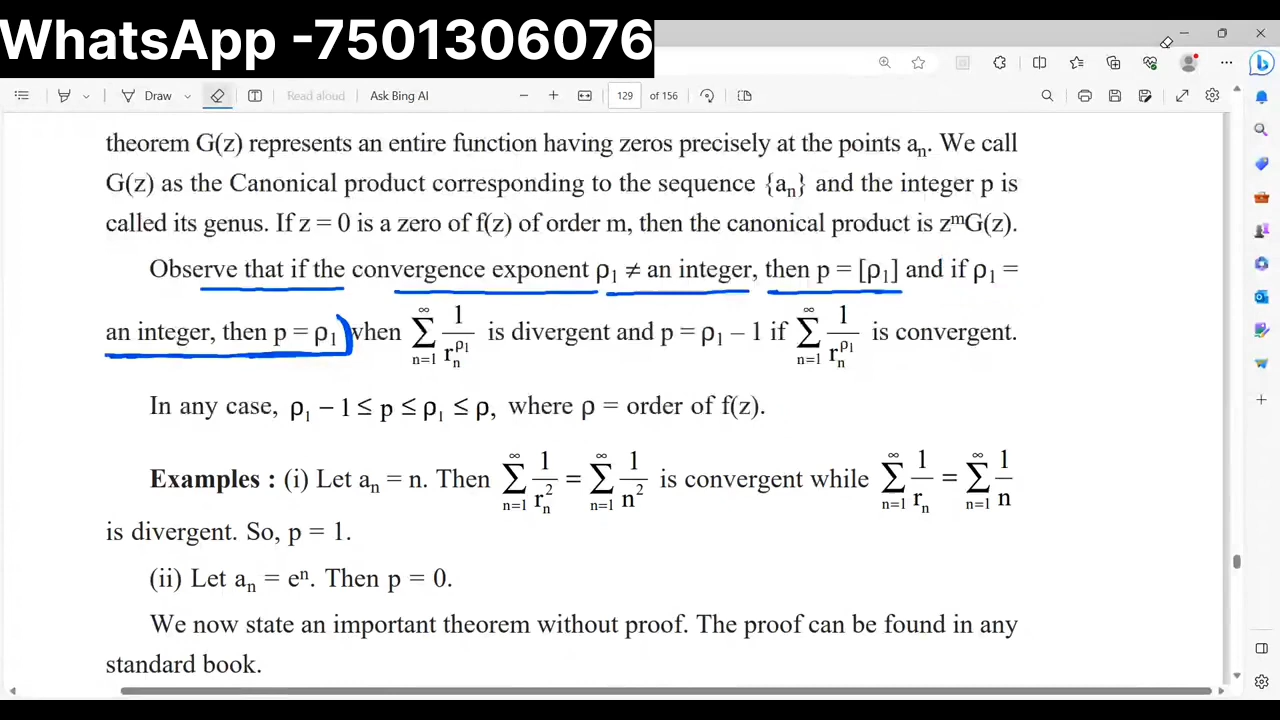 WhatsApp -7501306076
Draw
Read aloud
Ask Bing AI
129 of 156
theorem G(z) represents an entire function having zeros precisely at the points aₙ. We call
G(z) as the Canonical product corresponding to the sequence {aₙ} and the integer p is
called its genus. If z = 0 is a zero of f(z) of order m, then the canonical product is zᵐG(z).
Observe that if the convergence exponent ρ₁ ≠ an integer, then p = [ρ₁] and if ρ₁ =
an integer, then p = ρ₁ when ∑_{n=1}^{∞} 1/r_n^{ρ₁} is divergent and p = ρ₁ – 1 if ∑_{n=1}^{∞} 1/r_n^{ρ₁} is convergent.
In any case, ρ₁ – 1 ≤ p ≤ ρ₁ ≤ ρ, where ρ = order of f(z).
Examples : (i) Let aₙ = n. Then ∑_{n=1}^{∞} 1/r_n^2 = ∑_{n=1}^{∞} 1/n^2 is convergent while ∑_{n=1}^{∞} 1/r_n = ∑_{n=1}^{∞} 1/n
is divergent. So, p = 1.
(ii) Let aₙ = eⁿ. Then p = 0.
We now state an important theorem without proof. The proof can be found in any
standard book.